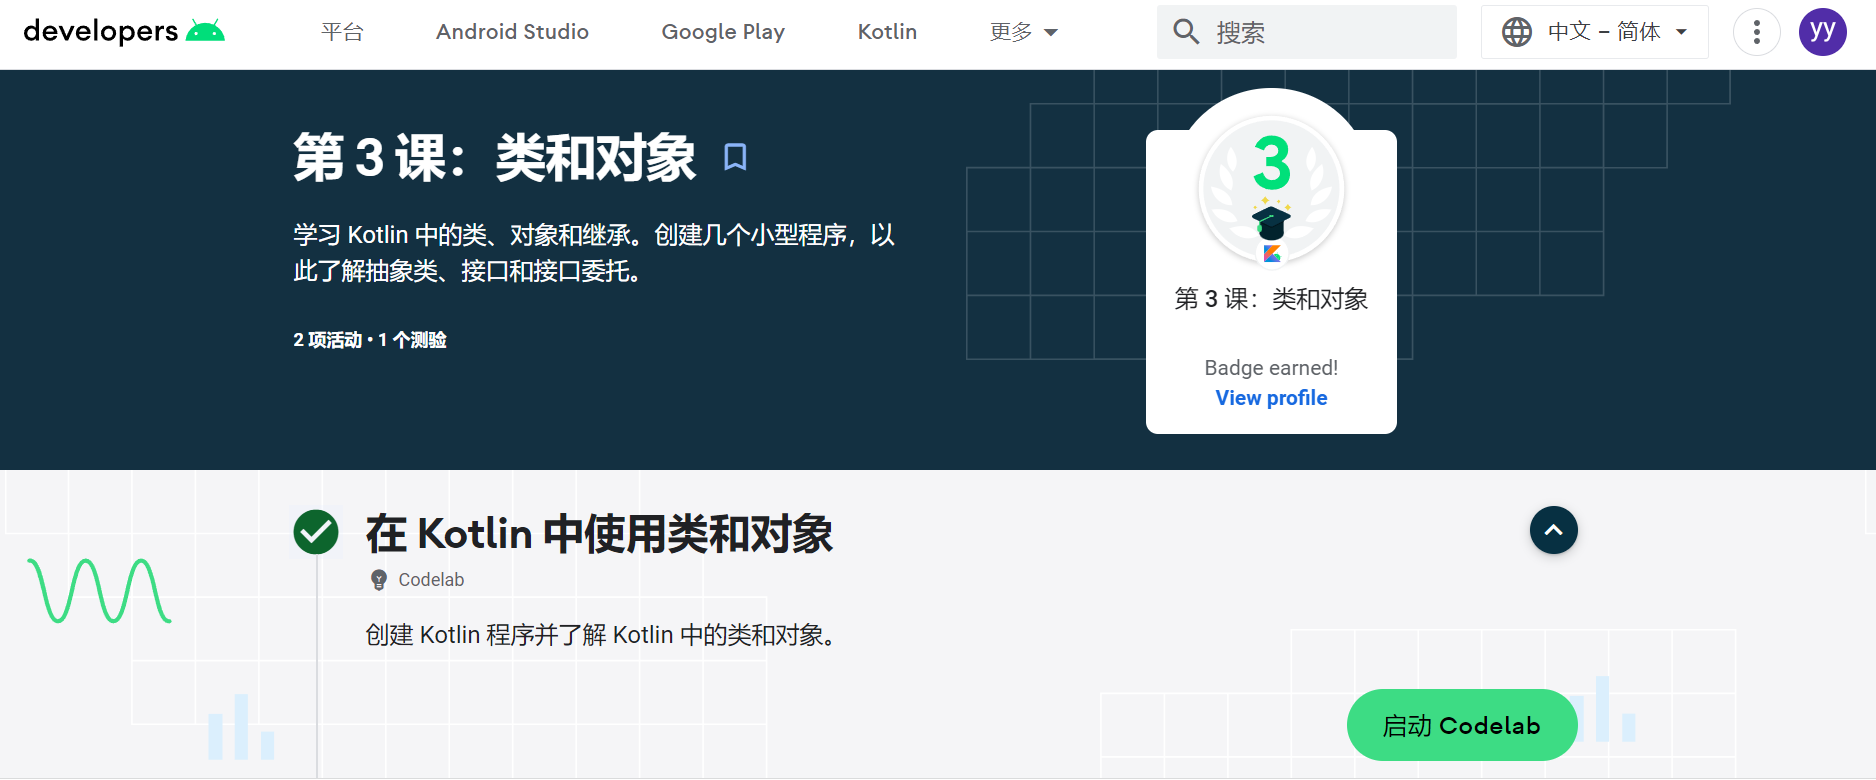 developers
平台
Android Studio
Google Play
Kotlin
更多
搜索
中文 – 简体
yy
第 3 课：类和对象
学习 Kotlin 中的类、对象和继承。创建几个小型程序，以
此了解抽象类、接口和接口委托。
2 项活动 • 1 个测验
3
第 3 课：类和对象
Badge earned!
View profile
在 Kotlin 中使用类和对象
Codelab
创建 Kotlin 程序并了解 Kotlin 中的类和对象。
启动 Codelab